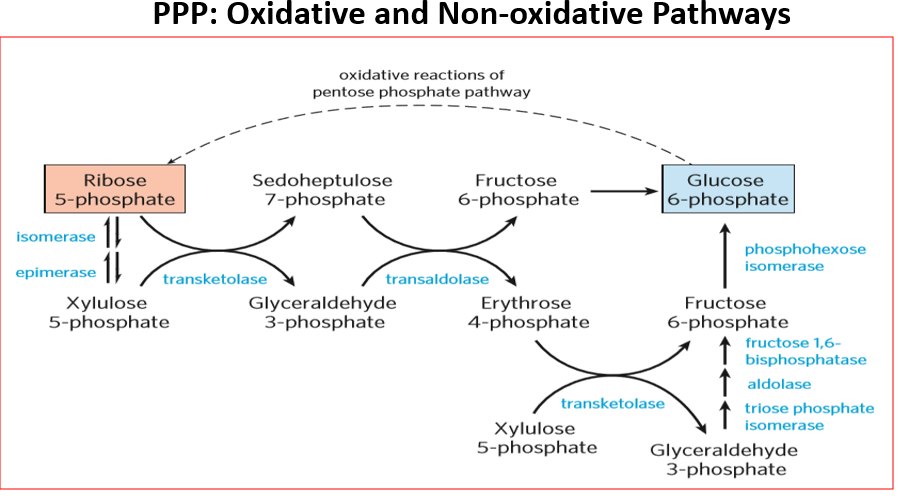 PPP: Oxidative and Non-oxidative Pathways
oxidative reactions of
pentose phosphate pathway
Ribose
5-phosphate
Sedoheptulose
7-phosphate
Fructose
6-phosphate
Glucose
6-phosphate
isomerase
epimerase
transketolase
transaldolase
phosphohexose
isomerase
Xylulose
5-phosphate
Glyceraldehyde
3-phosphate
Erythrose
4-phosphate
Fructose
6-phosphate
fructose 1,6-
bisphosphatase
aldolase
transketolase
triose phosphate
isomerase
Xylulose
5-phosphate
Glyceraldehyde
3-phosphate